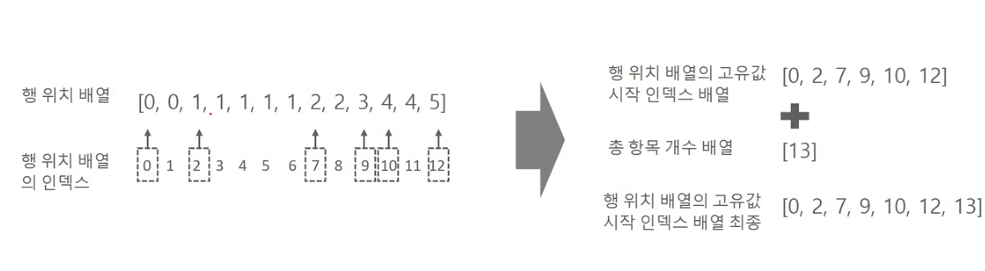 행 위치 배열
[0, 0, 1, 1, 1, 1, 1, 2, 2, 3, 4, 4, 5]
행 위치 배열
의 인덱스
0 1 2 3 4 5 6 7 8 9 10 11 12
행 위치 배열의 고유값
시작 인덱스 배열
[0, 2, 7, 9, 10, 12]
총 항목 개수 배열
[13]
행 위치 배열의 고유값
시작 인덱스 배열 최종
[0, 2, 7, 9, 10, 12, 13]